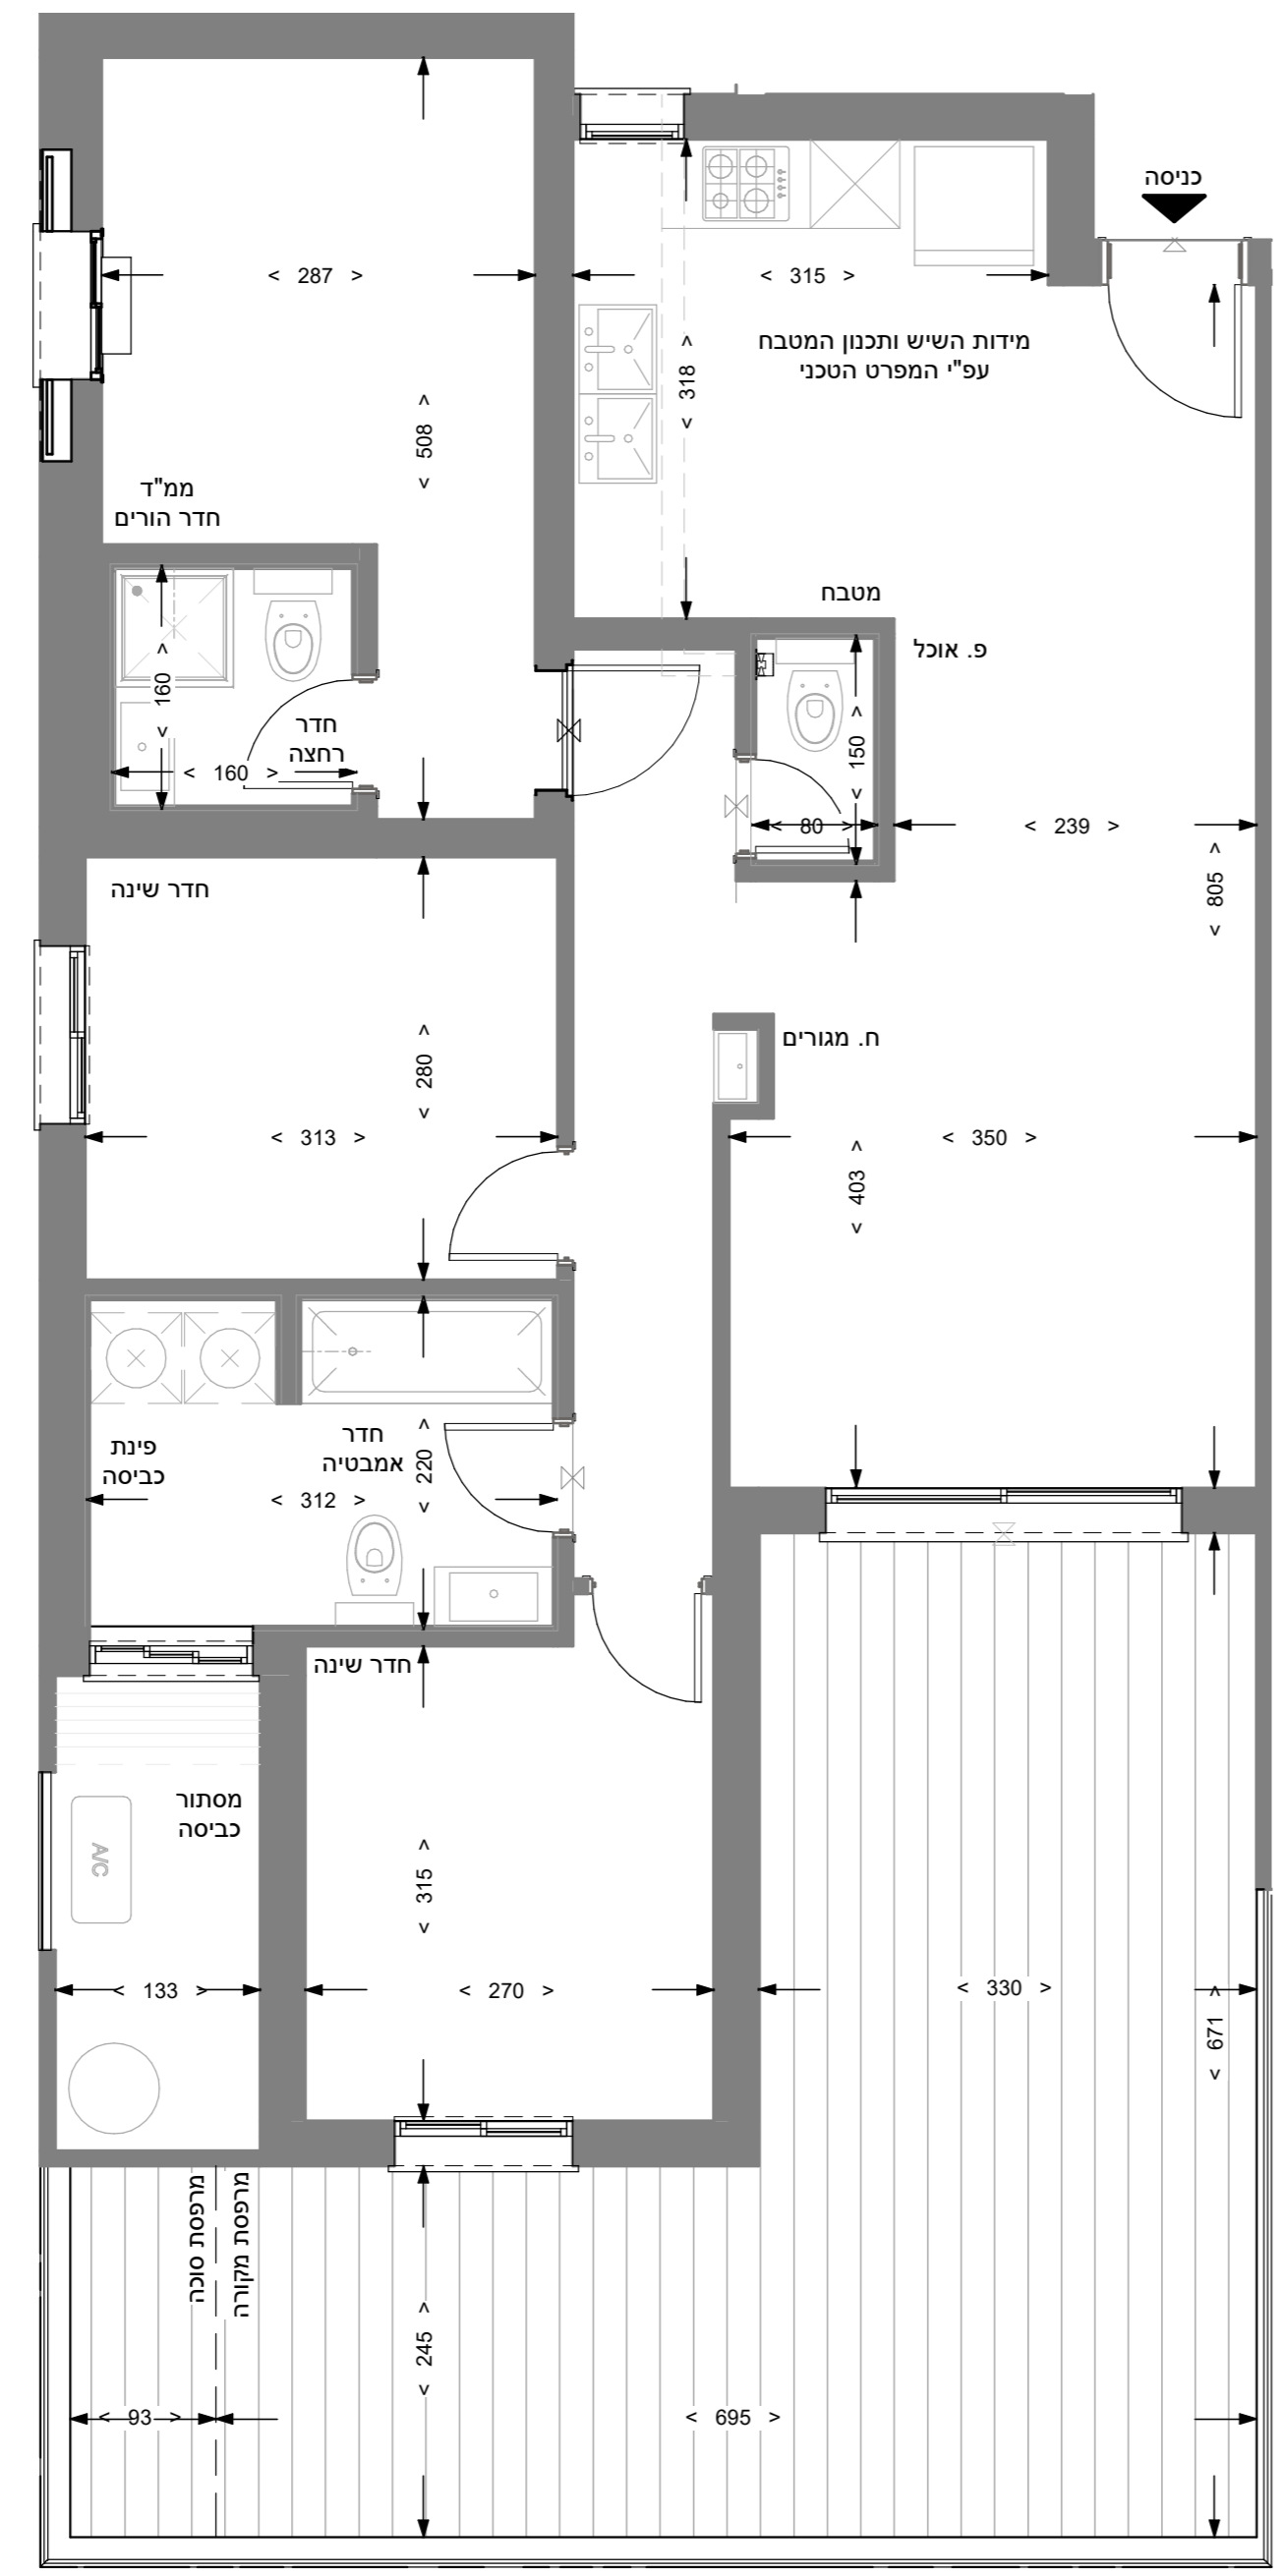 כניסה
< 287 >
< 315 >
מידות השיש ותכנון המטבח
עפ"י המפרט הטכני
< 318 >
< 508 >
ממ"ד
חדר הורים
מטבח
פ. אוכל
< 160 >
חדר
רחצה
< 160 >
< 150 >
< 80 >
< 239 >
< 805 >
חדר שינה
ח. מגורים
< 280 >
< 313 >
< 350 >
< 403 >
פינת
כביסה
חדר
אמבטיה
< 220 >
< 312 >
חדר שינה
מסתור
כביסה
A/C
< 315 >
< 133 >
< 270 >
< 330 >
< 671 >
מרפסת סוכה
מרפסת מקורה
< 245 >
< 93 >
< 695 >